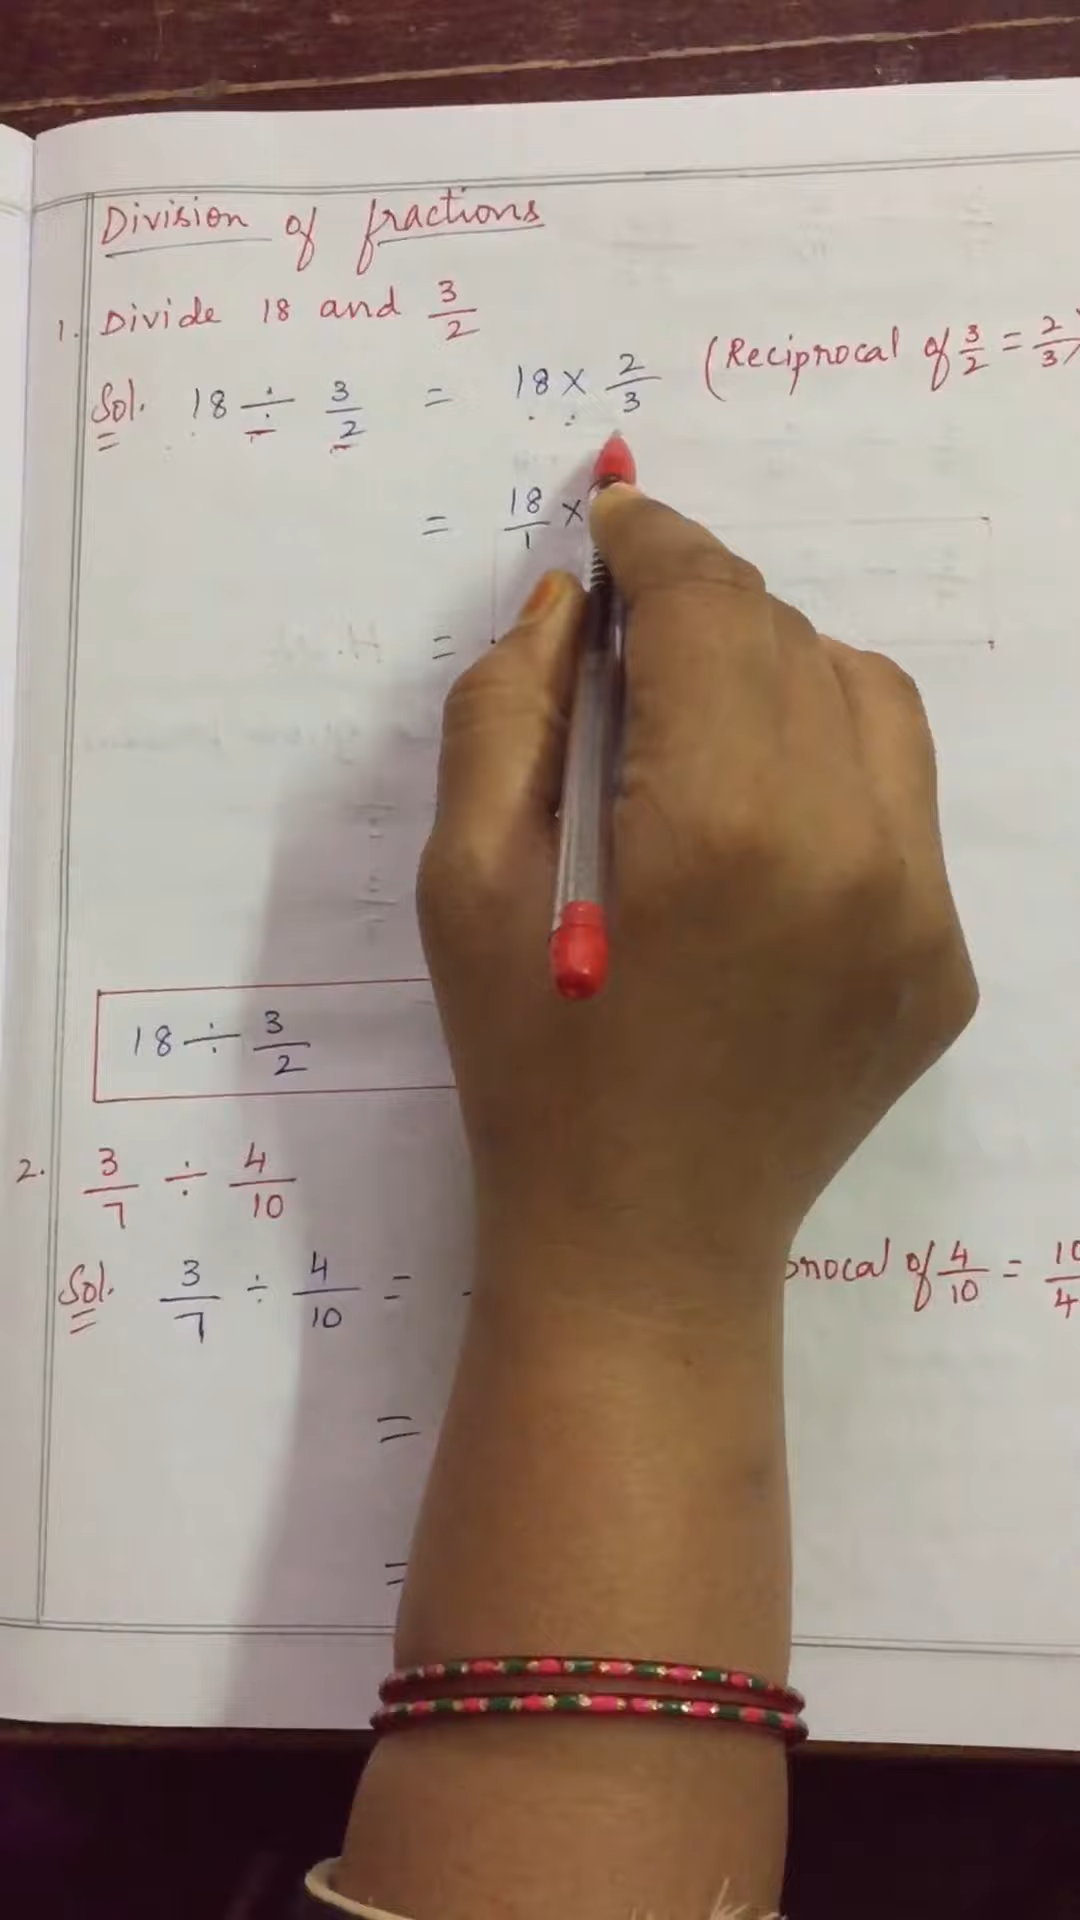 Division of fractions
1. Divide 18 and 3/2
Sol. 18 ÷ 3/2 = 18 × 2/3 (Reciprocal of 3/2 = 2/3)
= 18/1 ×
=
18 ÷ 3/2
2. 3/7 ÷ 4/10
Sol. 3/7 ÷ 4/10 = procal of 4/10 = 10/4
=
=